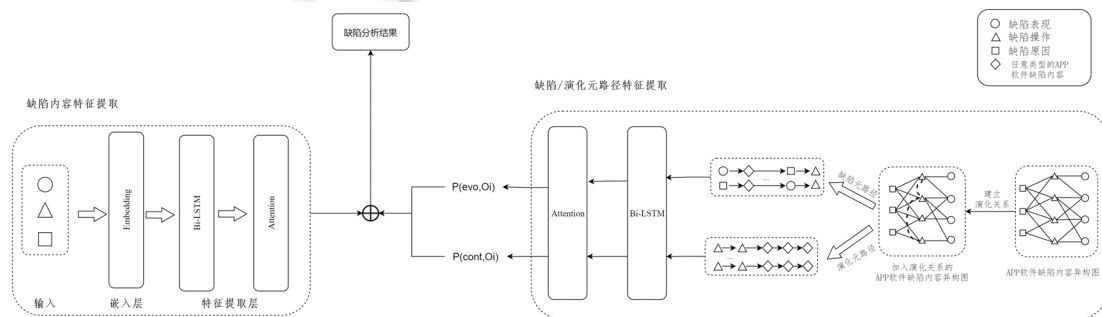 缺陷分析结果
缺陷表现
缺陷操作
缺陷原因
任意类型的APP
软件缺陷内容
缺陷内容特征提取
缺陷/演化元路径特征提取
Embedding
Bi-LSTM
Attention
输入
嵌入层
特征提取层
P(evo,Oi)
P(cont,Oi)
Attention
Bi-LSTM
...
...
缺陷元路径
演化元路径
加入演化关系的
APP软件缺陷内容异构图
建立
演化关系
APP软件缺陷内容异构图